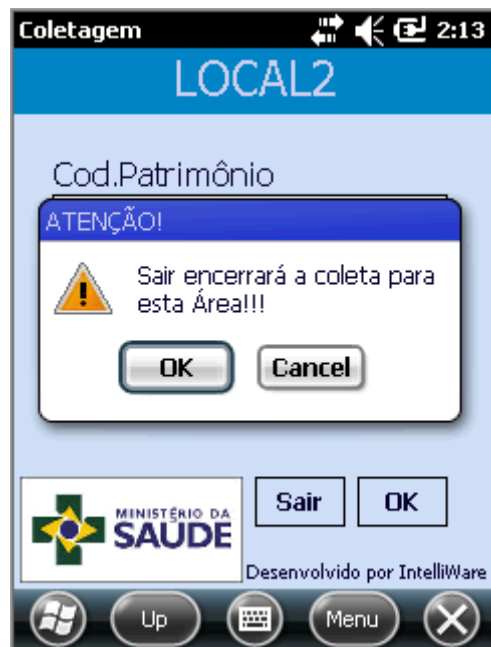 Coletagem 2:13
LOCAL2
Cod.Patrimônio
ATENÇÃO!
Sair encerrará a coleta para
esta Área!!!
OK Cancel
MINISTÉRIO DA
SAÚDE
Sair OK
Desenvolvido por IntelliWare
Up Menu